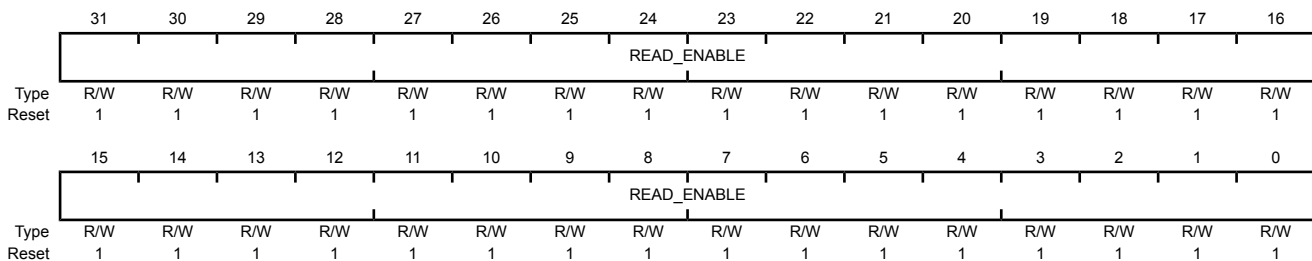 31 30 29 28 27 26 25 24 23 22 21 20 19 18 17 16
READ_ENABLE
Type R/W R/W R/W R/W R/W R/W R/W R/W R/W R/W R/W R/W R/W R/W R/W R/W
Reset 1 1 1 1 1 1 1 1 1 1 1 1 1 1 1 1
15 14 13 12 11 10 9 8 7 6 5 4 3 2 1 0
READ_ENABLE
Type R/W R/W R/W R/W R/W R/W R/W R/W R/W R/W R/W R/W R/W R/W R/W R/W
Reset 1 1 1 1 1 1 1 1 1 1 1 1 1 1 1 1